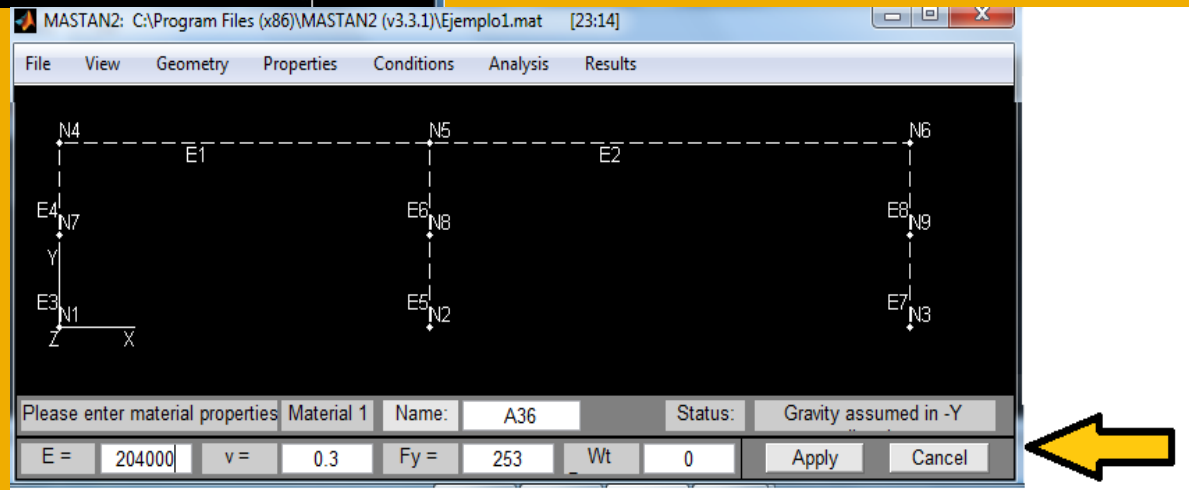 MASTAN2: C:\Program Files (x86)\MASTAN2 (v3.3.1)\Ejemplo1.mat [23:14]
File View Geometry Properties Conditions Analysis Results
N4 N5 N6
E1 E2
E4 E6 E8
N7 N8 N9
Y
E3 E5 E7
N1 N2 N3
Z X
Please enter material properties Material 1 Name: A36 Status: Gravity assumed in -Y
E = 204000 v = 0.3 Fy = 253 Wt 0 Apply Cancel